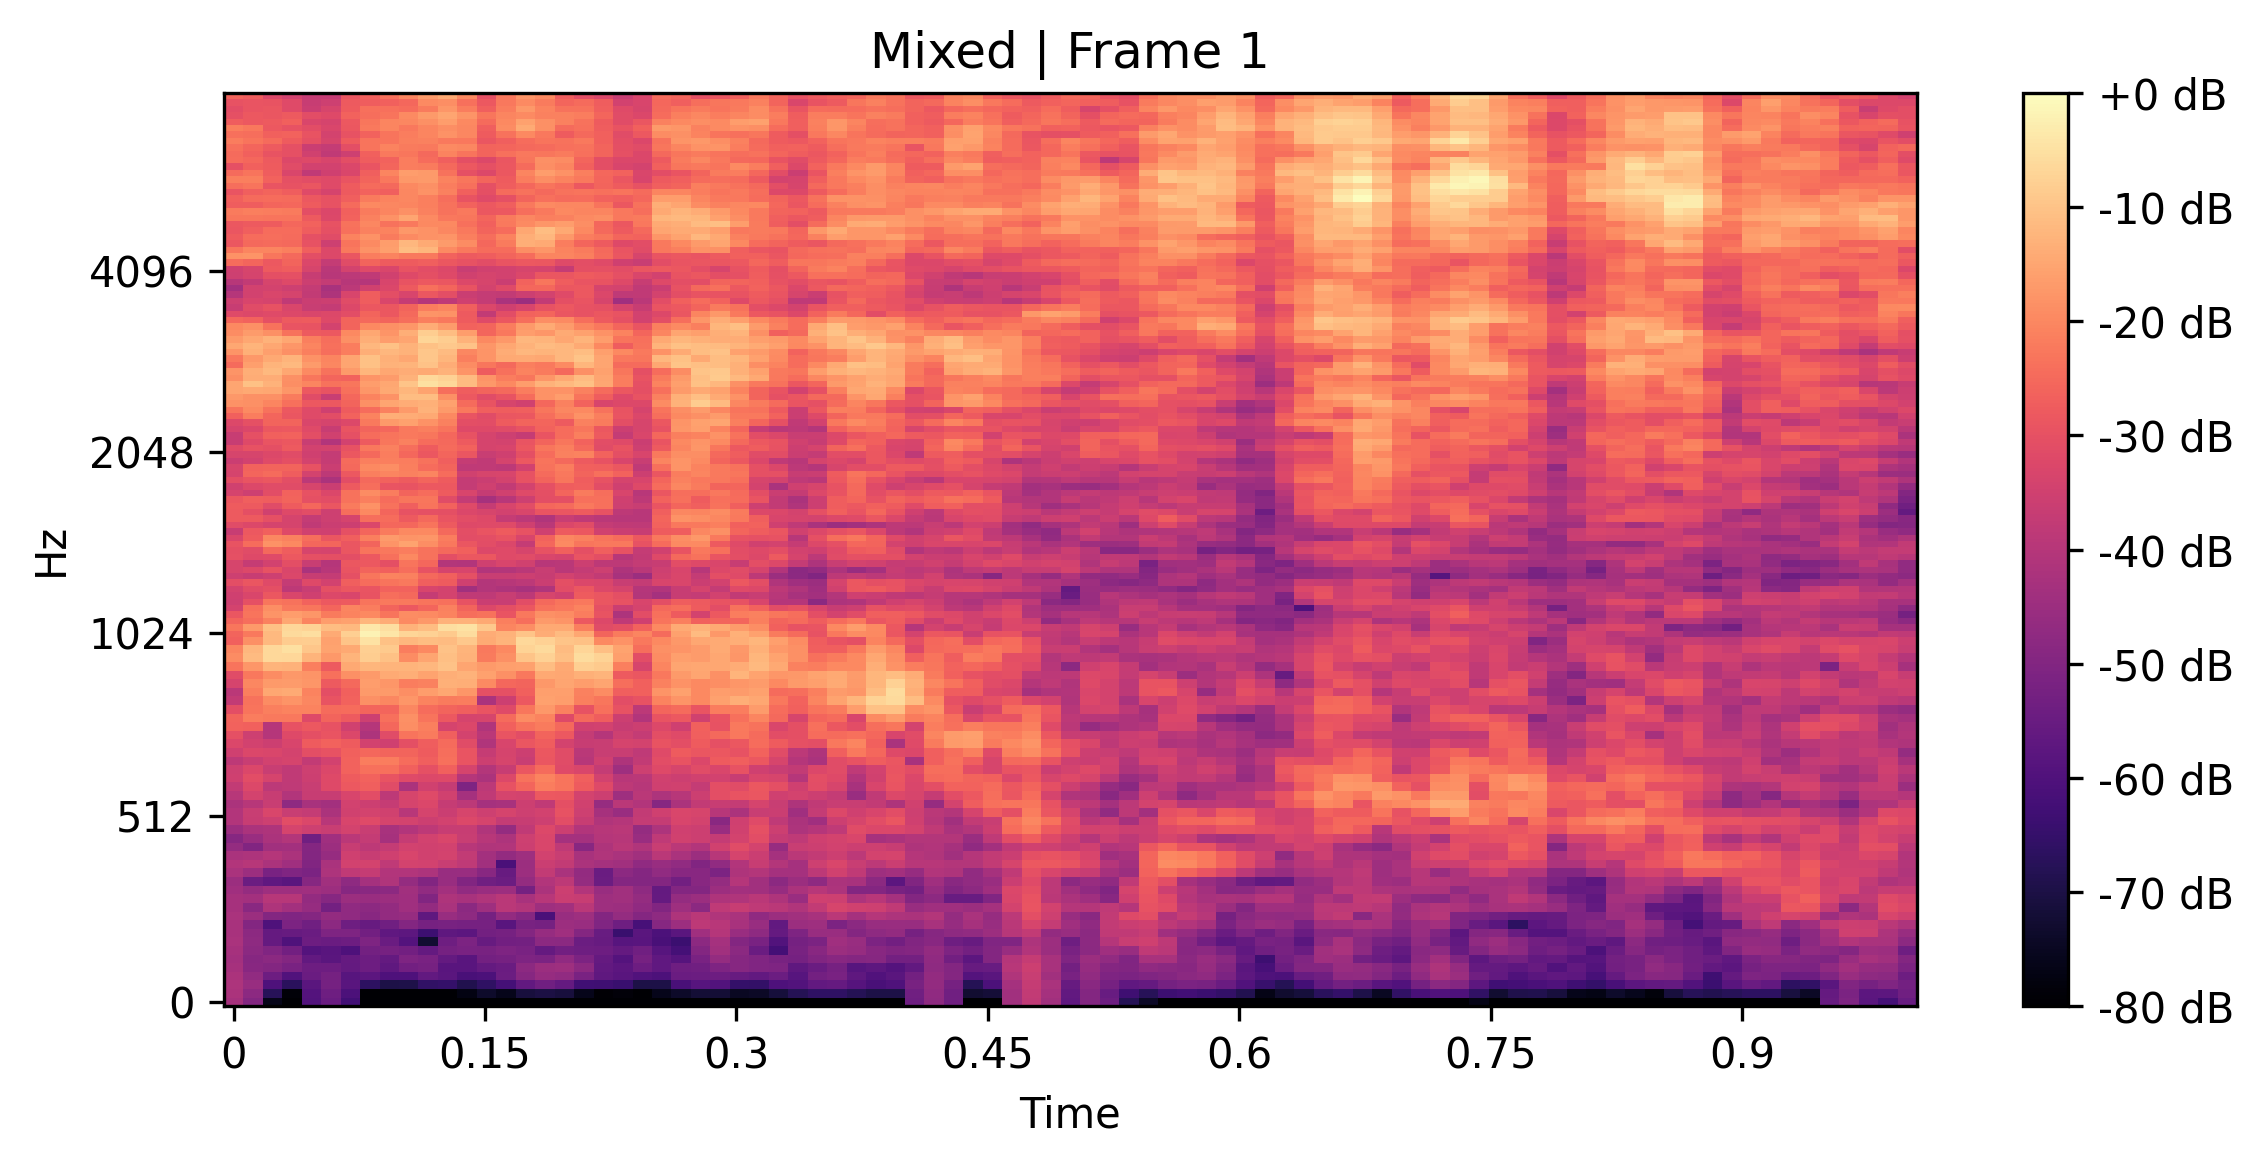 Mixed | Frame 1
Hz
4096
2048
1024
512
0
0 0.15 0.3 0.45 0.6 0.75 0.9
Time
+0 dB
-10 dB
-20 dB
-30 dB
-40 dB
-50 dB
-60 dB
-70 dB
-80 dB